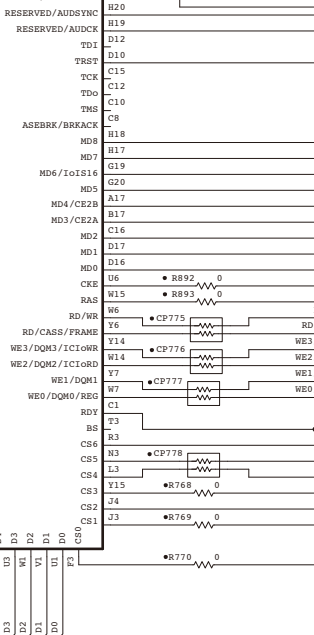 RESERVED/AUDSYNC H20
RESERVED/AUDCK H19
TDI D12
TRST D10
TCK C15
TDo C12
TMS C10
ASEBRK/BRKACK C8
MD8 H18
MD7 H17
MD6/IoIS16 G19
MD5 G20
MD4/CE2B A17
MD3/CE2A B17
MD2 C16
MD1 D17
MD0 D16
CKE U6 R892 0
RAS W15 R893 0
RD/WR W6 CP775
RD/CASS/FRAME Y6 RD
WE3/DQM3/ICIoWR Y14 CP776 WE3
WE2/DQM2/ICIoRD W14 WE2
WE1/DQM1 Y7 CP777 WE1
WE0/DQM0/REG W7 WE0
RDY C1
BS T3
CS6 R3
CS5 N3 CP778
CS4 L3
CS3 Y15 R768 0
CS2 J4
CS1 J3 R769 0
D3 D2 D1 D0 CS0
U3 W1 V1 U1 F3 R770 0
D3 D2 D1 D0